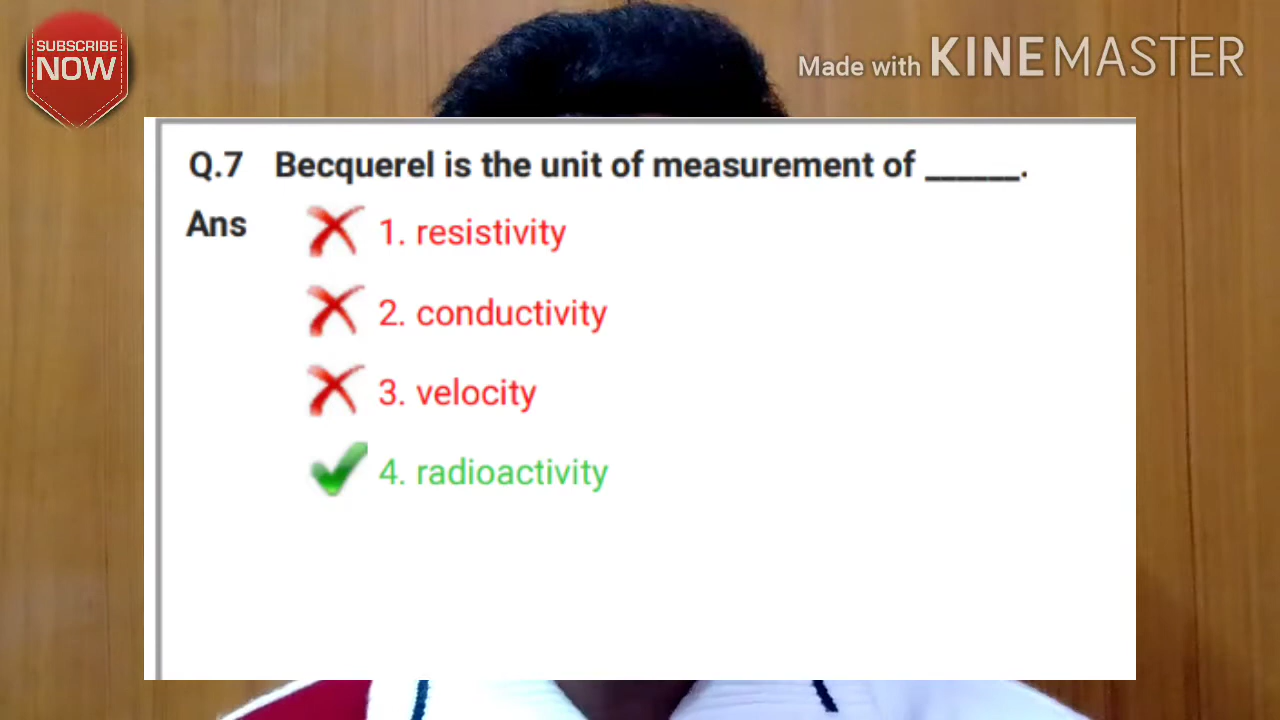 SUBSCRIBE
NOW
Made with KINEMASTER
Q.7 Becquerel is the unit of measurement of ______.
Ans 1. resistivity
2. conductivity
3. velocity
4. radioactivity